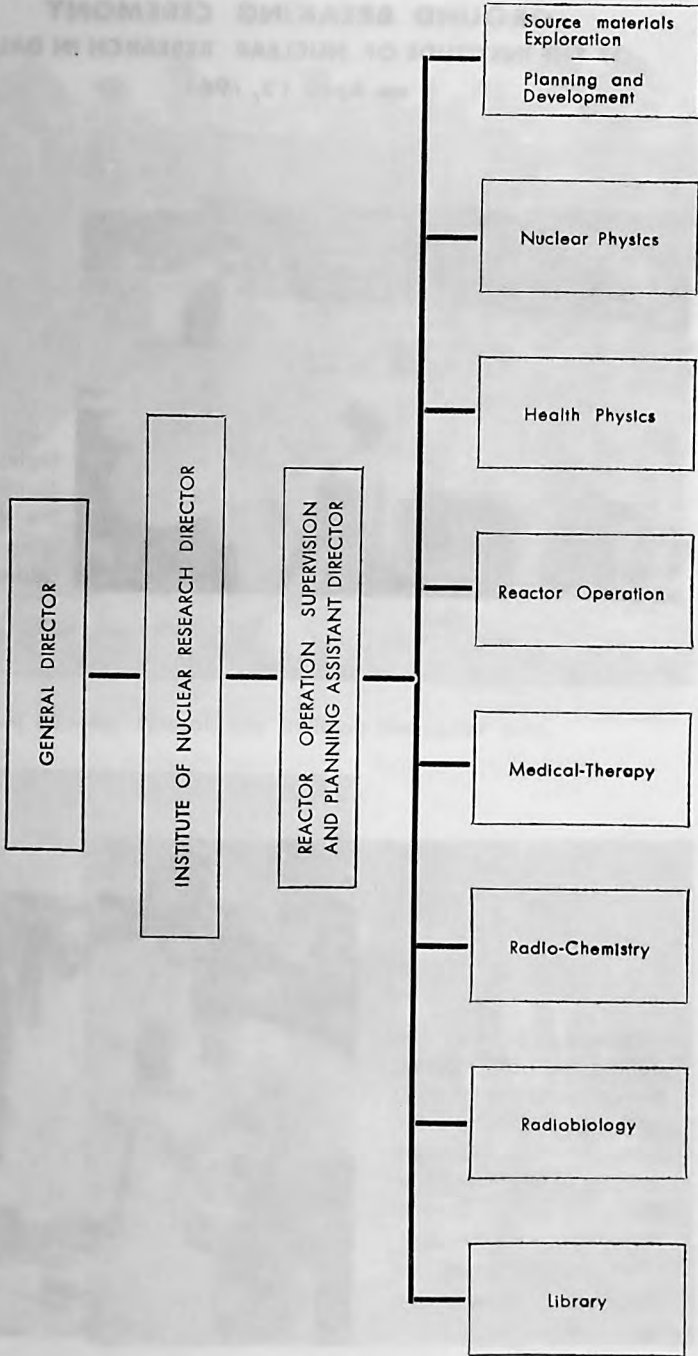 GENERAL DIRECTOR
INSTITUTE OF NUCLEAR RESEARCH DIRECTOR
REACTOR OPERATION SUPERVISION
AND PLANNING ASSISTANT DIRECTOR
Source materials
Exploration
Planning and
Development
Nuclear Physics
Health Physics
Reactor Operation
Medical-Therapy
Radio-Chemistry
Radiobiology
Library